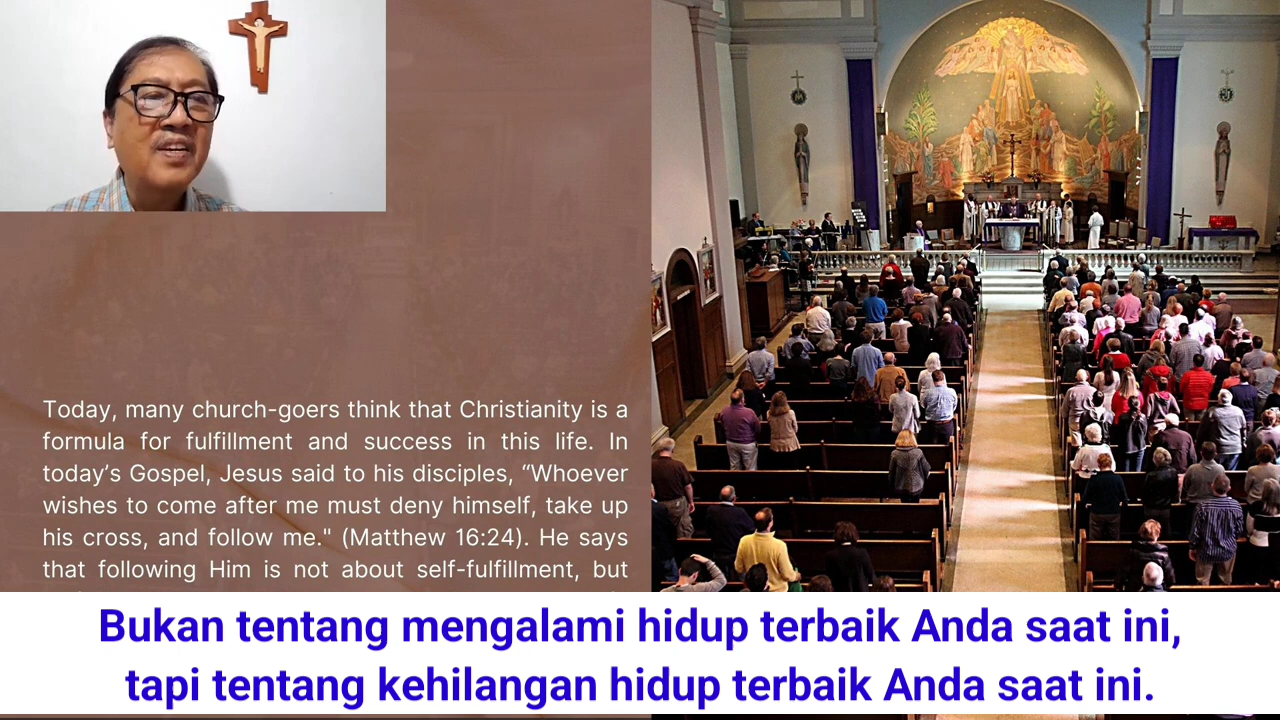 Today, many church-goers think that Christianity is a
formula for fulfillment and success in this life. In
today’s Gospel, Jesus said to his disciples, “Whoever
wishes to come after me must deny himself, take up
his cross, and follow me." (Matthew 16:24). He says
that following Him is not about self-fulfillment, but
Bukan tentang mengalami hidup terbaik Anda saat ini,
tapi tentang kehilangan hidup terbaik Anda saat ini.